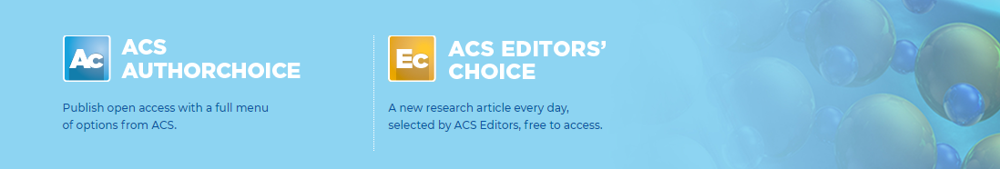 Ac
ACS
AUTHORCHOICE
Publish open access with a full menu
of options from ACS.
Ec
ACS EDITORS’
CHOICE
A new research article every day,
selected by ACS Editors, free to access.